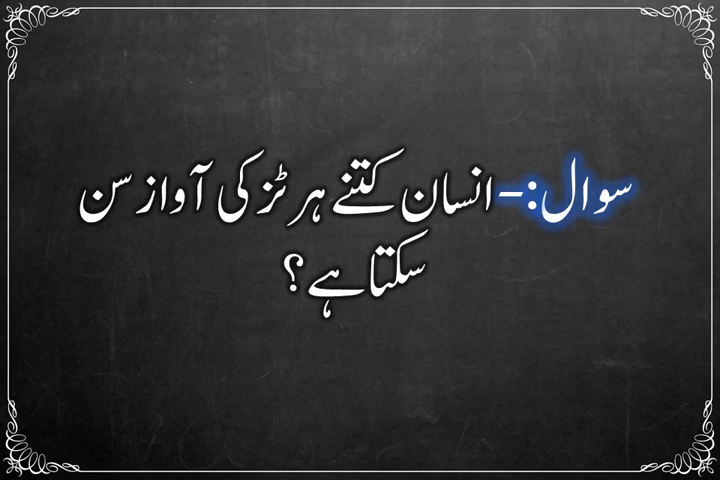 سوال:- انسان کتنے ہرٹز کی آواز سن
سکتا ہے؟